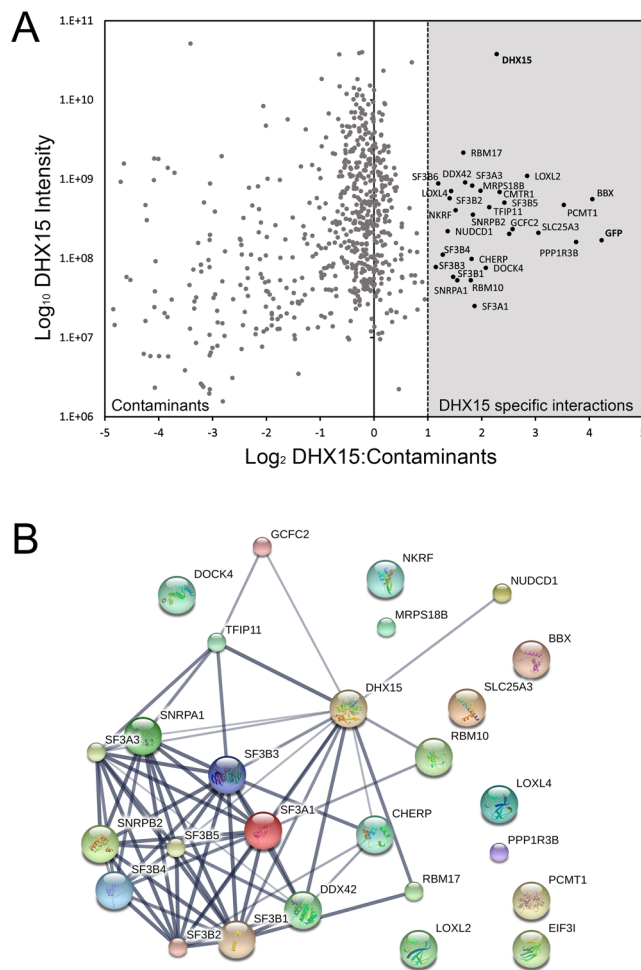 A
1.E+11
1.E+10
1.E+09
1.E+08
1.E+07
1.E+06
Log10 DHX15 Intensity
DHX15
RBM17
SF3B6
DDX42
SF3A3
LOXL2
LOXL4
SF3B2
MRPS18B
CMTR1
SF3B5
BBX
NKRF
TFIP11
PCMT1
SNRPB2
GCFC2
NUDCD1
SLC25A3
GFP
PPP1R3B
SF3B4
CHERP
SF3B3
DOCK4
SF3B1
SNRPA1
RBM10
SF3A1
Contaminants
DHX15 specific interactions
-5 -4 -3 -2 -1 0 1 2 3 4 5
Log2 DHX15:Contaminants
B
GCFC2
DOCK4
NKRF
NUDCD1
TFIP11
MRPS18B
BBX
DHX15
SLC25A3
SNRPA1
SF3A3
RBM10
SF3B3
LOXL4
SF3A1
CHERP
SNRPB2
SF3B5
PPP1R3B
SF3B4
DDX42
RBM17
PCMT1
SF3B1
SF3B2
LOXL2
EIF3I